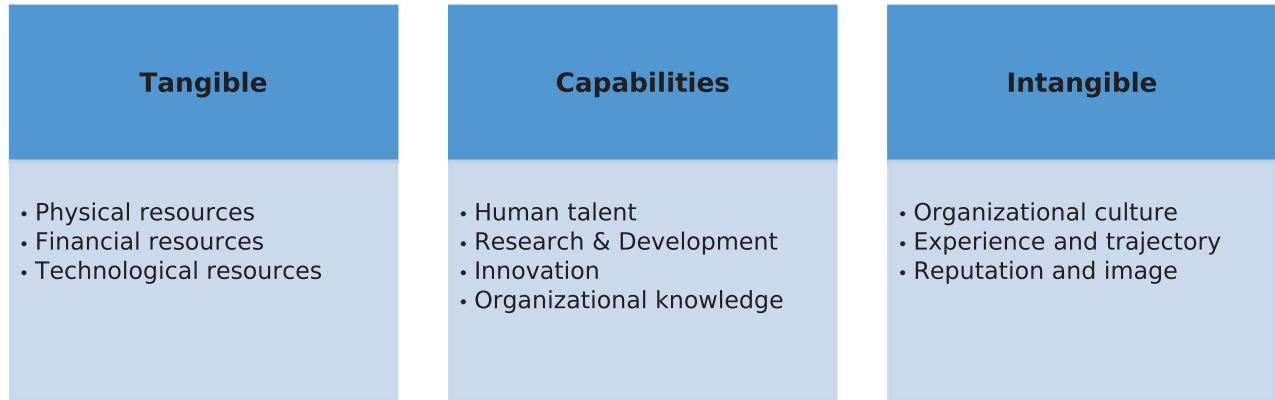 Tangible
• Physical resources
• Financial resources
• Technological resources
Capabilities
• Human talent
• Research & Development
• Innovation
• Organizational knowledge
Intangible
• Organizational culture
• Experience and trajectory
• Reputation and image